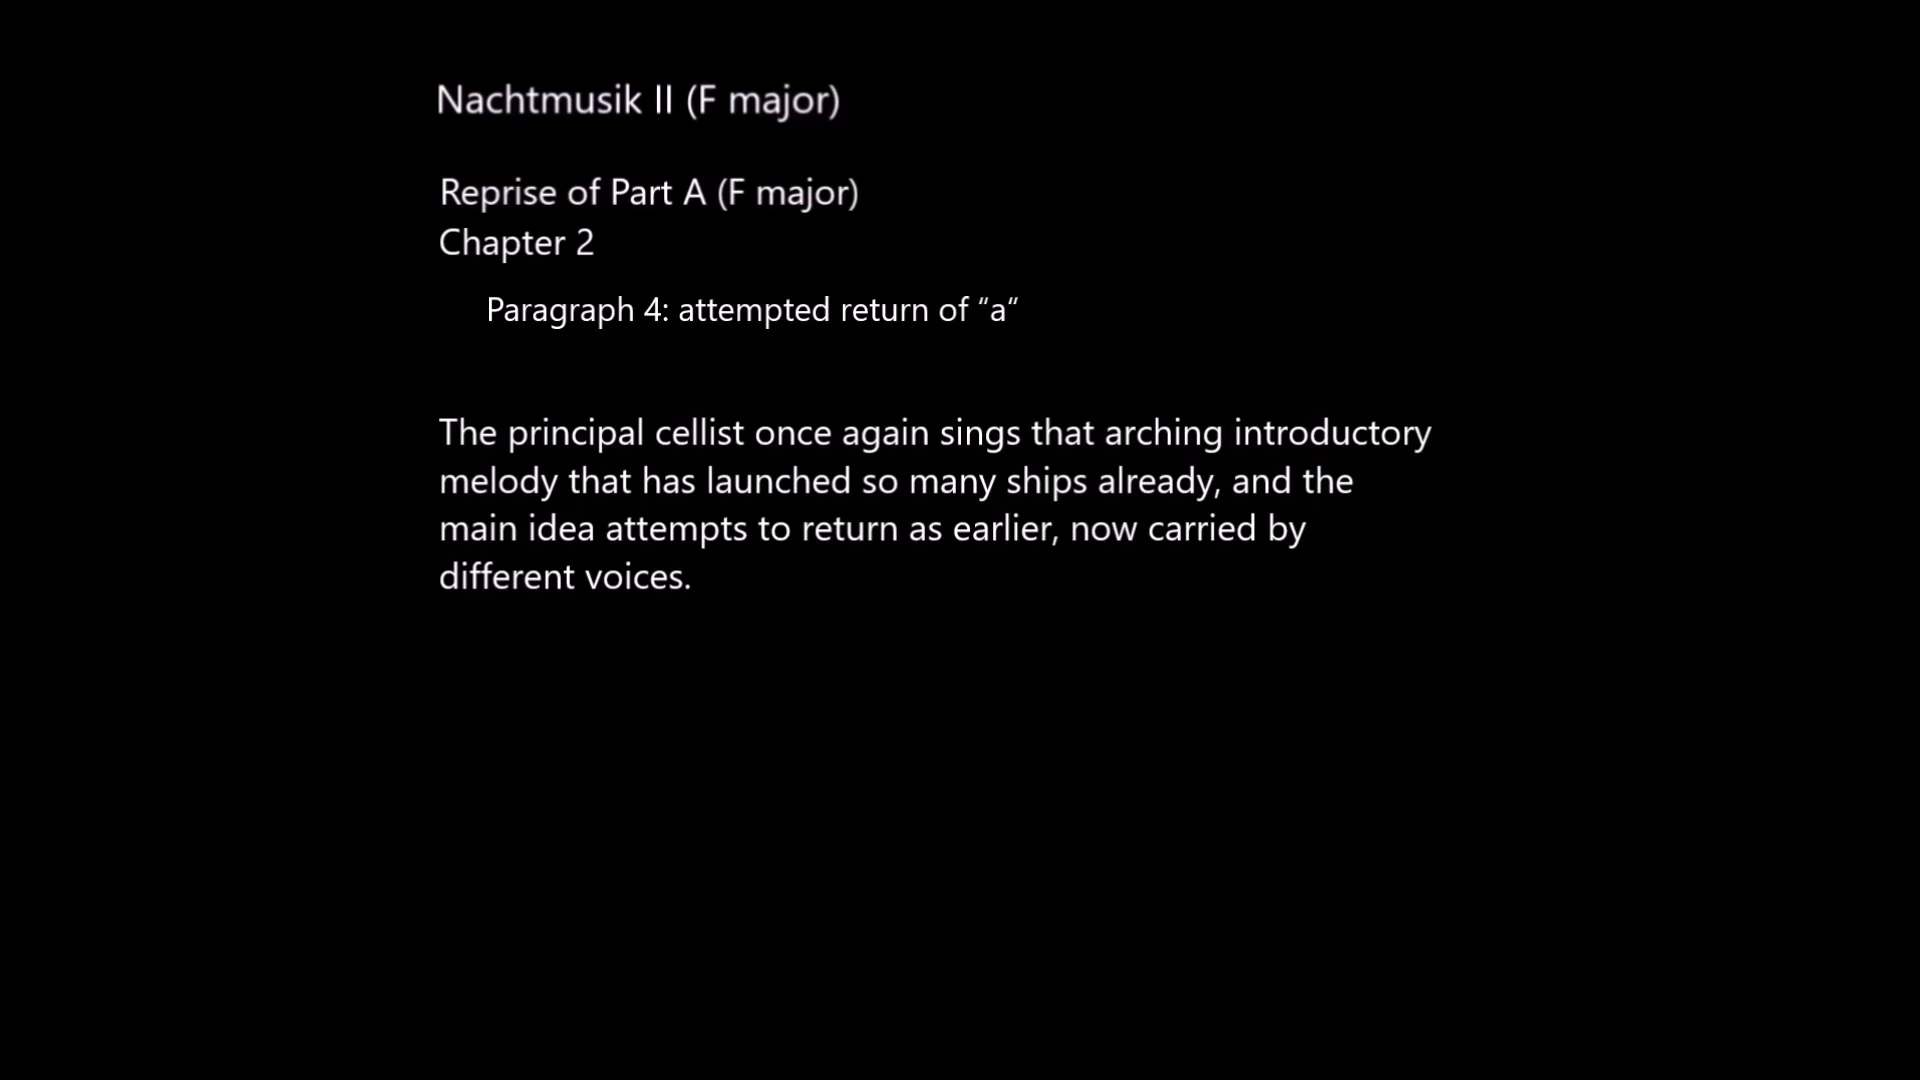 Nachtmusik II (F major)
Reprise of Part A (F major)
Chapter 2
Paragraph 4: attempted return of “a“
The principal cellist once again sings that arching introductory
melody that has launched so many ships already, and the
main idea attempts to return as earlier, now carried by
different voices.